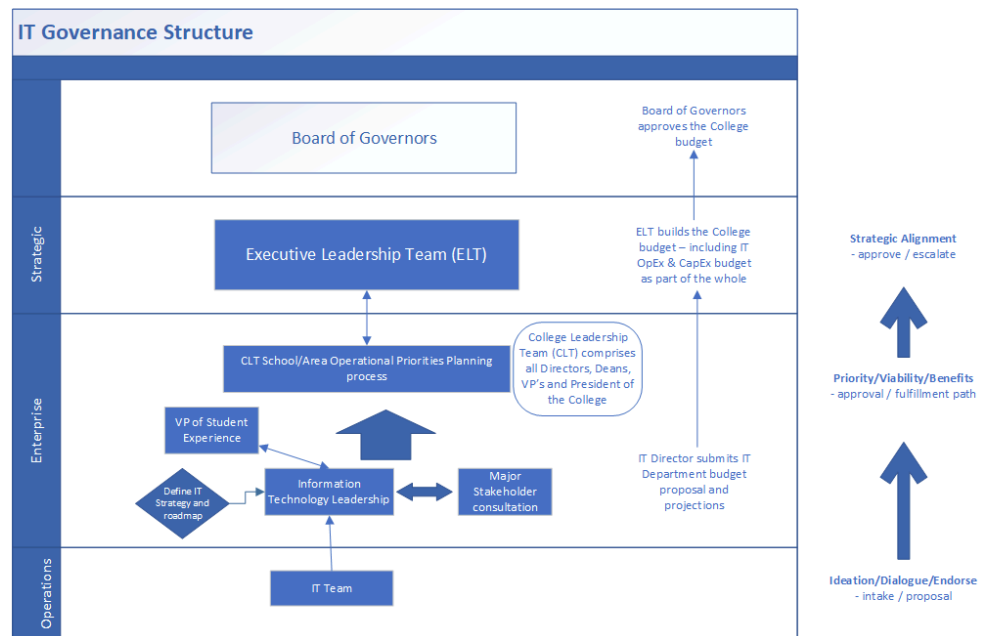 IT Governance Structure
Board of Governors
Board of Governors
approves the College
budget
Strategic
Executive Leadership Team (ELT)
ELT builds the College
budget – including IT
OpEx & CapEx budget
as part of the whole
Strategic Alignment
- approve / escalate
Enterprise
CLT School/Area Operational Priorities Planning
process
College Leadership
Team (CLT) comprises
all Directors, Deans,
VP's and President of
the College
Priority/Viability/Benefits
- approval / fulfillment path
VP of Student
Experience
Define IT
Strategy and
roadmap
Information
Technology Leadership
Major
Stakeholder
consultation
IT Director submits IT
Department budget
proposal and
projections
Operations
IT Team
Ideation/Dialogue/Endorse
- intake / proposal